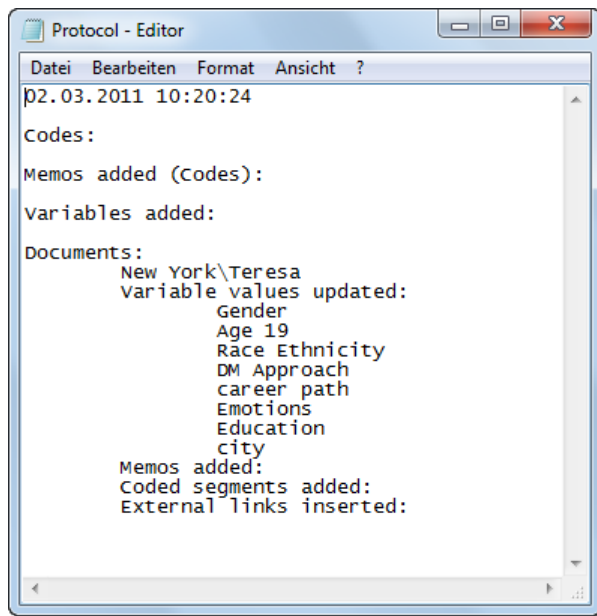 Protocol - Editor
Datei Bearbeiten Format Ansicht ?
02.03.2011 10:20:24
Codes:
Memos added (Codes):
Variables added:
Documents:
New York\Teresa
Variable values updated:
Gender
Age 19
Race Ethnicity
DM Approach
career path
Emotions
Education
city
Memos added:
Coded segments added:
External links inserted: